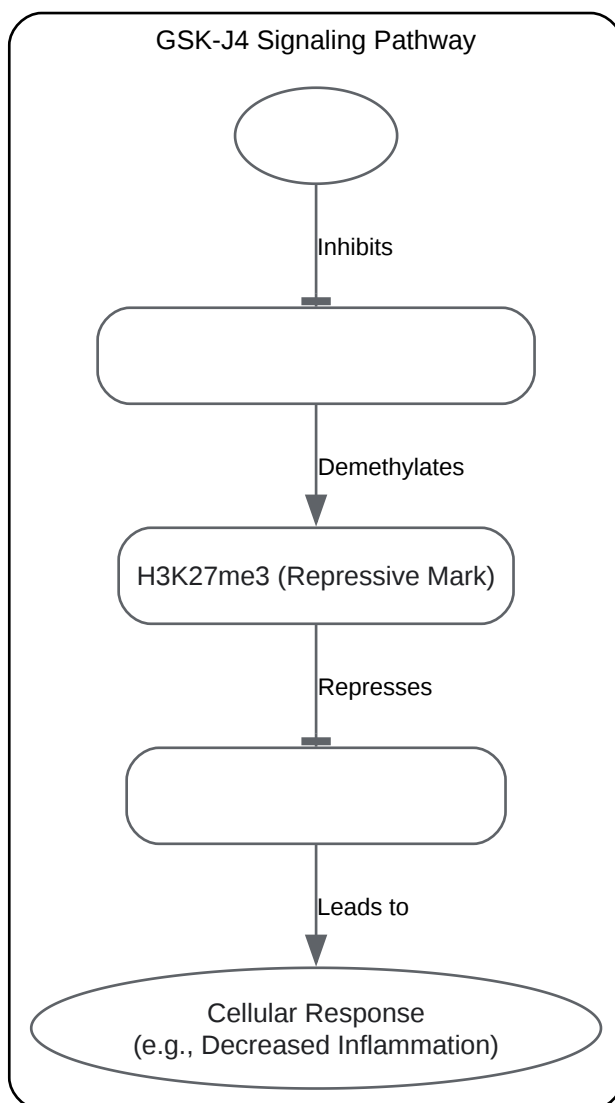 GSK-J4 Signaling Pathway
Inhibits
Demethylates
H3K27me3 (Repressive Mark)
Represses
Leads to
Cellular Response
(e.g., Decreased Inflammation)